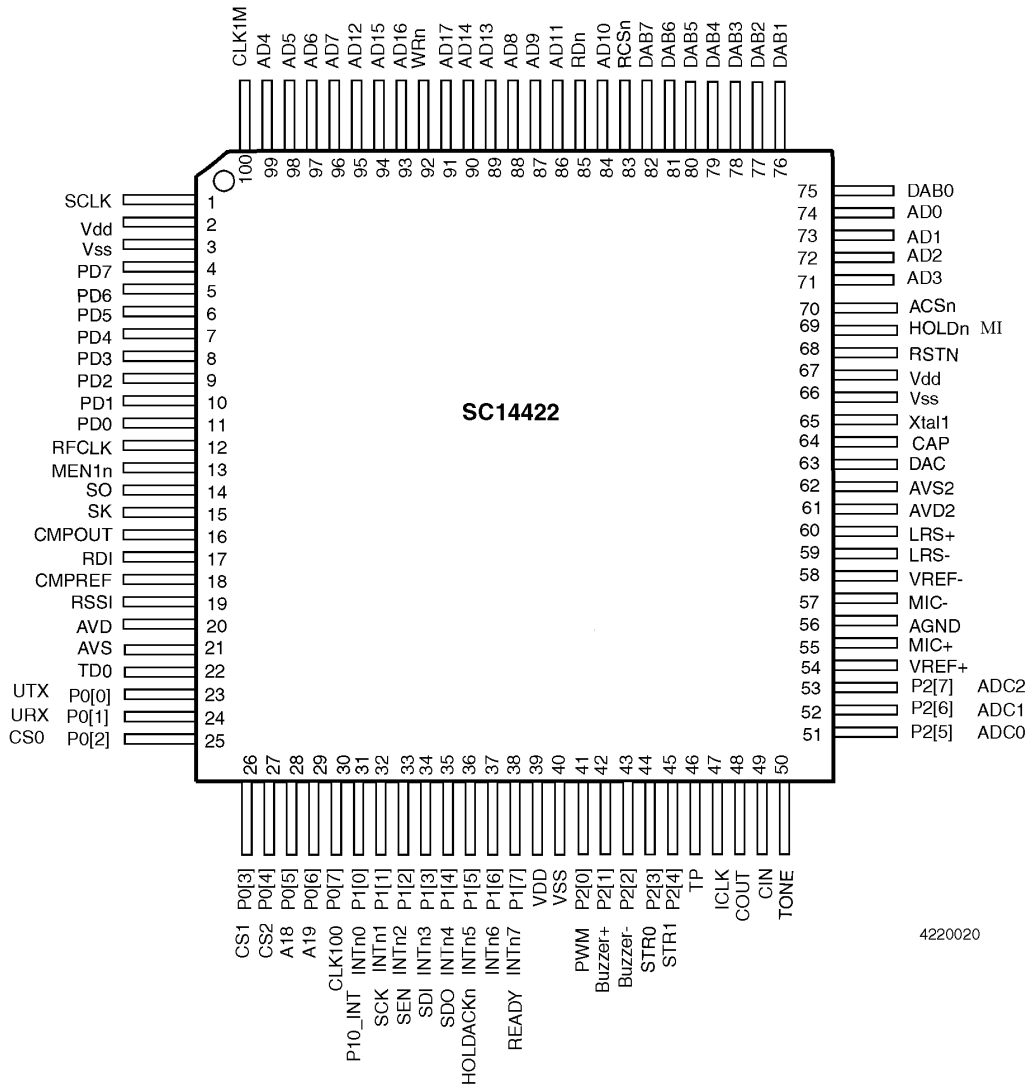 CLK1M AD4 AD5 AD6 AD7 AD12 AD15 AD16 WRn AD17 AD14 AD13 AD8 AD9 AD11 RDn AD10 RCSn DAB7 DAB6 DAB5 DAB4 DAB3 DAB2 DAB1
100 99 98 97 96 95 94 93 92 91 90 89 88 87 86 85 84 83 82 81 80 79 78 77 76
SCLK 1
Vdd 2
Vss 3
PD7 4
PD6 5
PD5 6
PD4 7
PD3 8
PD2 9
PD1 10
PD0 11
RFCLK 12
MEN1n 13
SO 14
SK 15
CMPOUT 16
RDI 17
CMPREF 18
RSSI 19
AVD 20
AVS 21
TD0 22
UTX P0[0] 23
URX P0[1] 24
CS0 P0[2] 25
SC14422
75 DAB0
74 AD0
73 AD1
72 AD2
71 AD3
70 ACSn
69 HOLDn MI
68 RSTN
67 Vdd
66 Vss
65 Xtal1
64 CAP
63 DAC
62 AVS2
61 AVD2
60 LRS+
59 LRS-
58 VREF-
57 MIC-
56 AGND
55 MIC+
54 VREF+
53 P2[7] ADC2
52 P2[6] ADC1
51 P2[5] ADC0
26 27 28 29 30 31 32 33 34 35 36 37 38 39 40 41 42 43 44 45 46 47 48 49 50
P0[3] P0[4] P0[5] P0[6] P0[7] P1[0] P1[1] P1[2] P1[3] P1[4] P1[5] P1[6] P1[7] VDD VSS P2[0] P2[1] P2[2] P2[3] P2[4] TP ICLK COUT CIN TONE
CS1 CS2 A18 A19 CLK100 INTn0 INTn1 INTn2 INTn3 INTn4 INTn5 INTn6 INTn7 PWM Buzzer+ Buzzer- STR0 STR1
P10_INT SCK SEN SDI SDO HOLDACKn READY
4220020